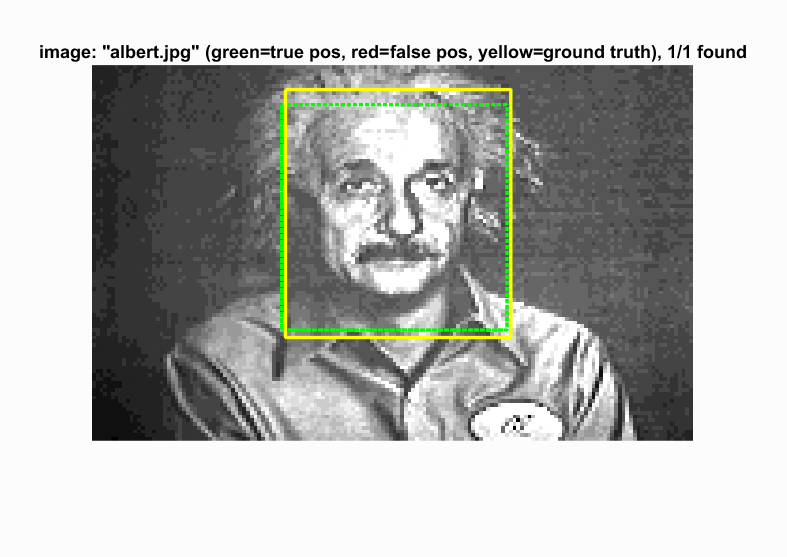 image: "albert.jpg" (green=true pos, red=false pos, yellow=ground truth), 1/1 found